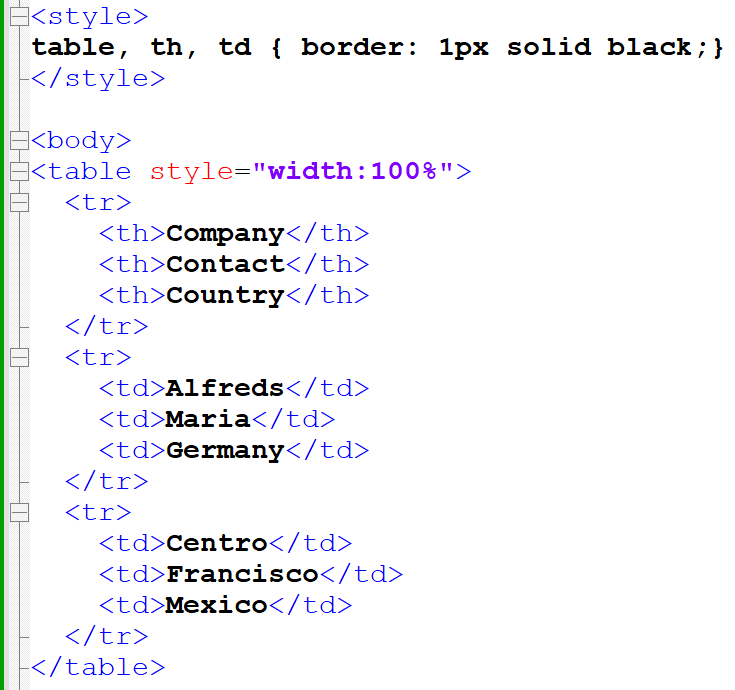 <style>
table, th, td { border: 1px solid black;}
</style>

<body>
<table style="width:100%">
  <tr>
    <th>Company</th>
    <th>Contact</th>
    <th>Country</th>
  </tr>
  <tr>
    <td>Alfreds</td>
    <td>Maria</td>
    <td>Germany</td>
  </tr>
  <tr>
    <td>Centro</td>
    <td>Francisco</td>
    <td>Mexico</td>
  </tr>
</table>